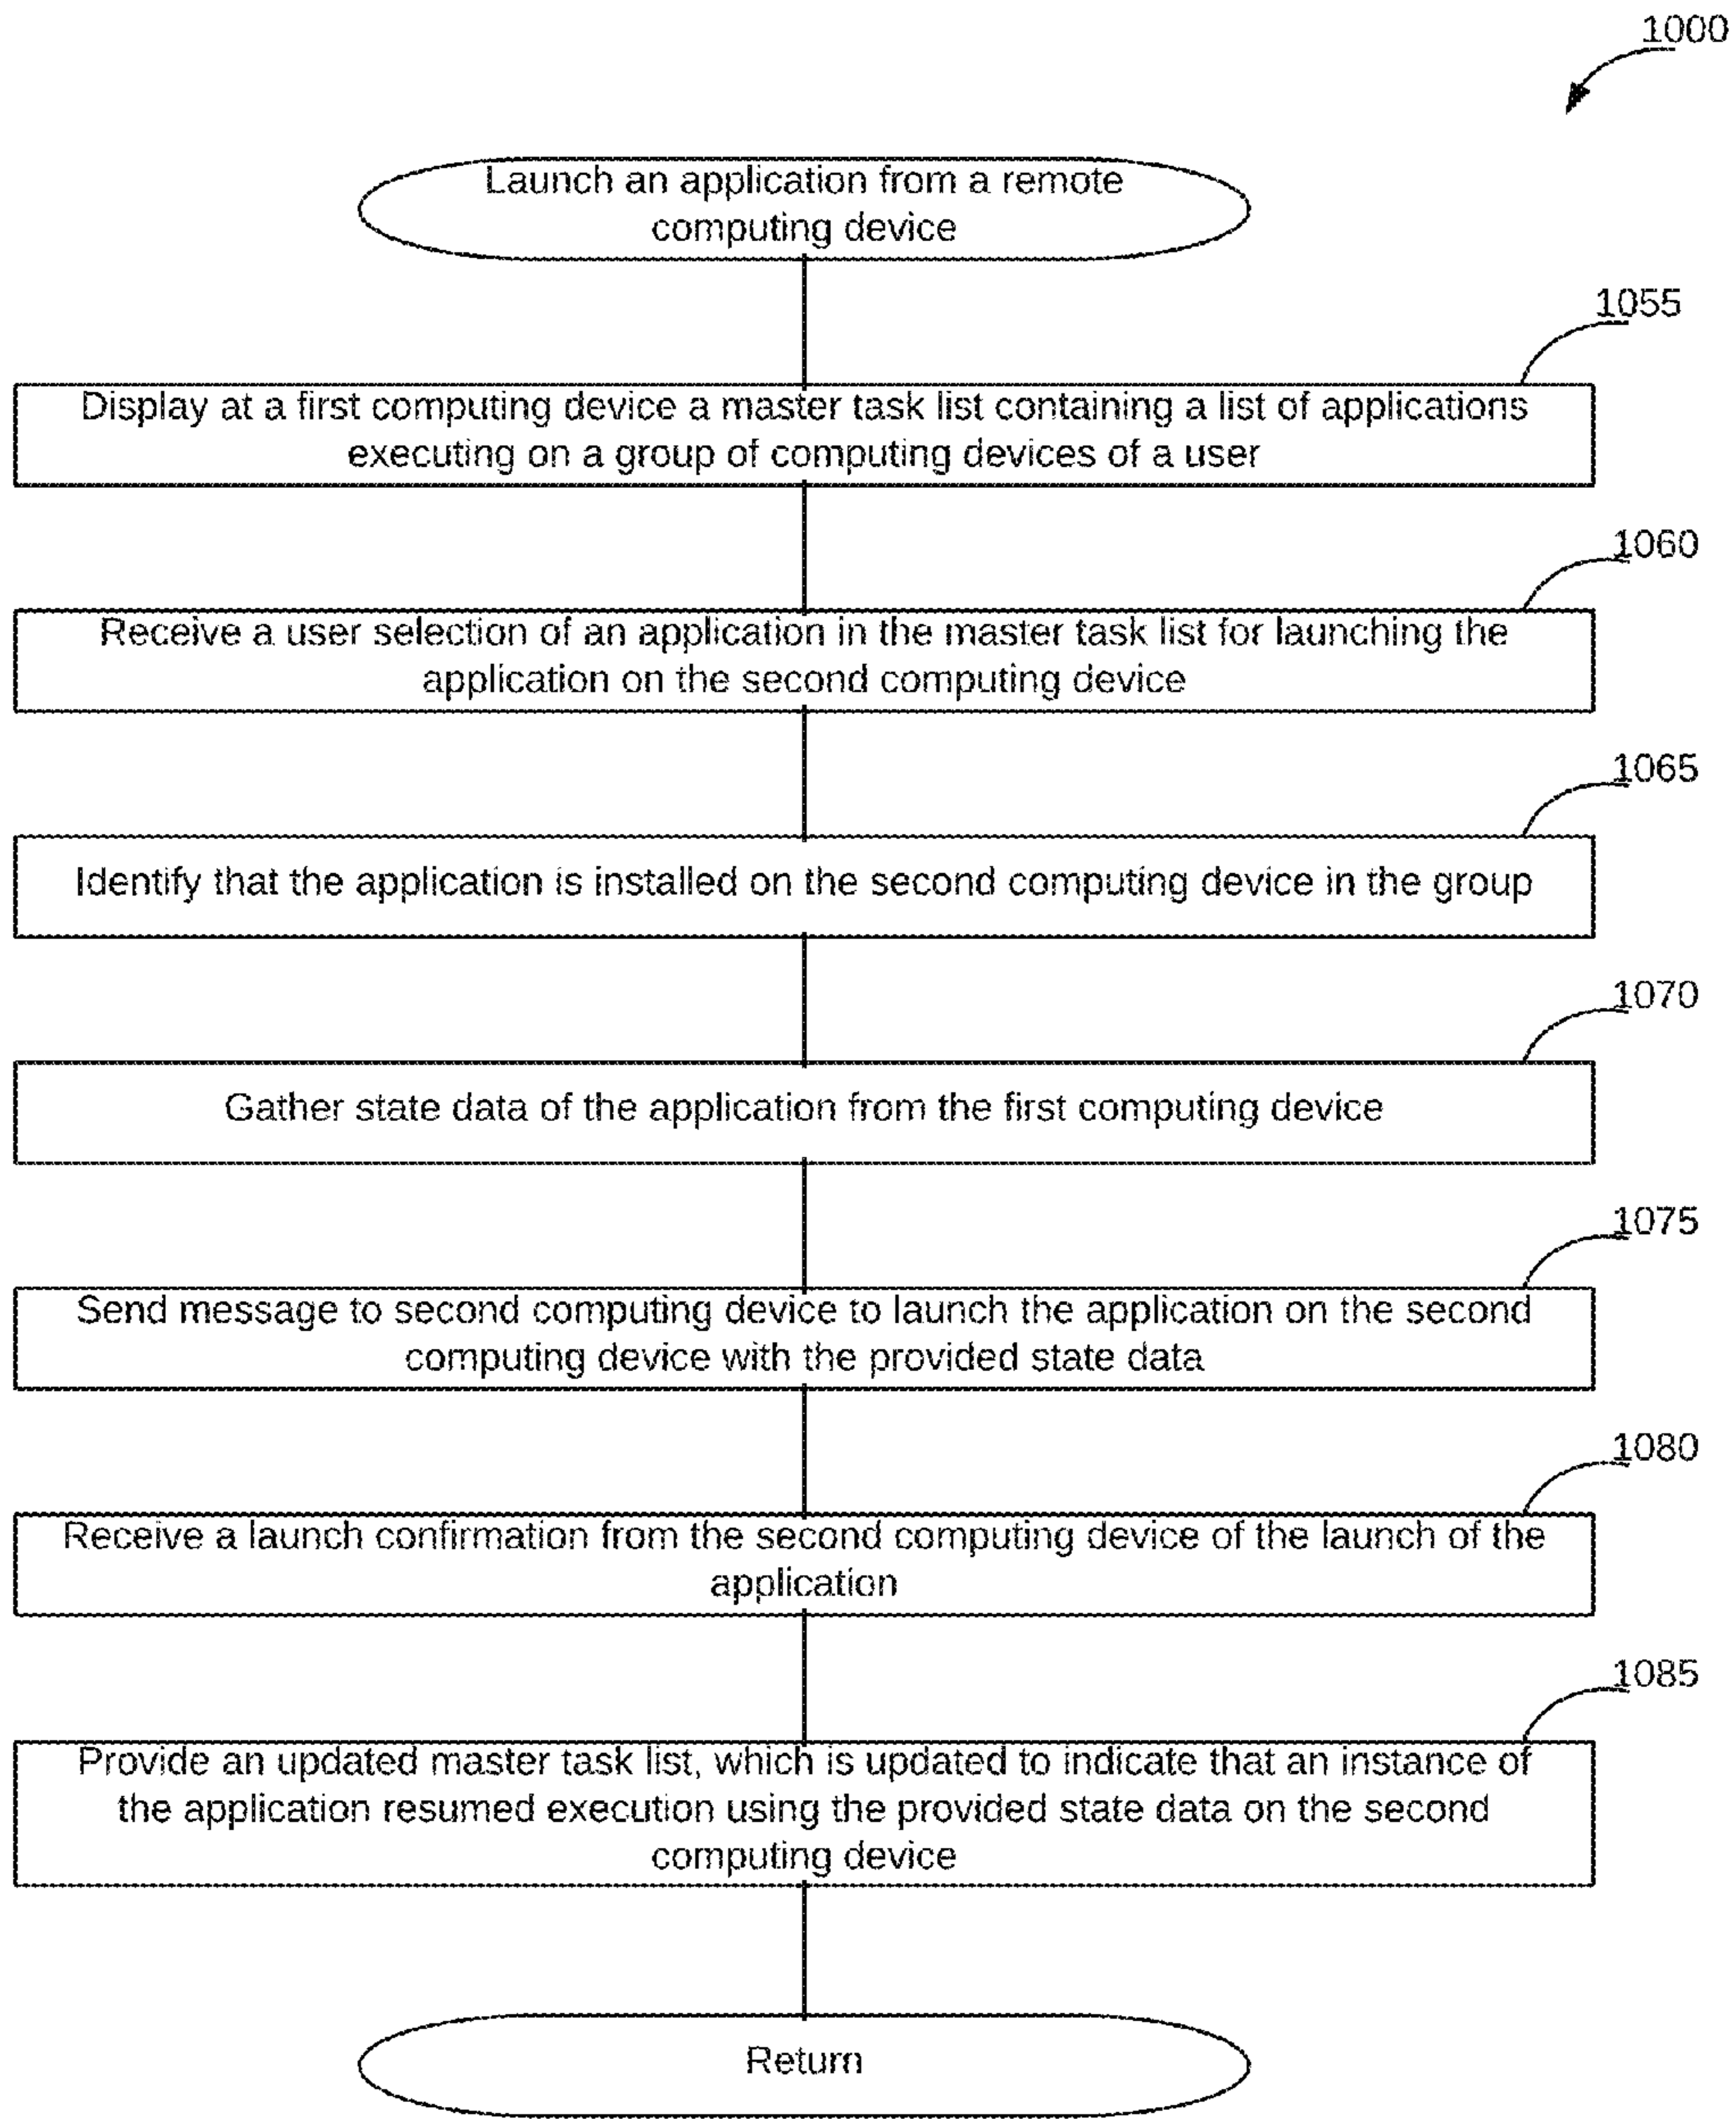 1000
Launch an application from a remote
computing device
1055
Display at a first computing device a master task list containing a list of applications
executing on a group of computing devices of a user
1060
Receive a user selection of an application in the master task list for launching the
application on the second computing device
1065
Identify that the application is installed on the second computing device in the group
1070
Gather state data of the application from the first computing device
1075
Send message to second computing device to launch the application on the second
computing device with the provided state data
1080
Receive a launch confirmation from the second computing device of the launch of the
application
1085
Provide an updated master task list, which is updated to indicate that an instance of
the application resumed execution using the provided state data on the second
computing device
Return